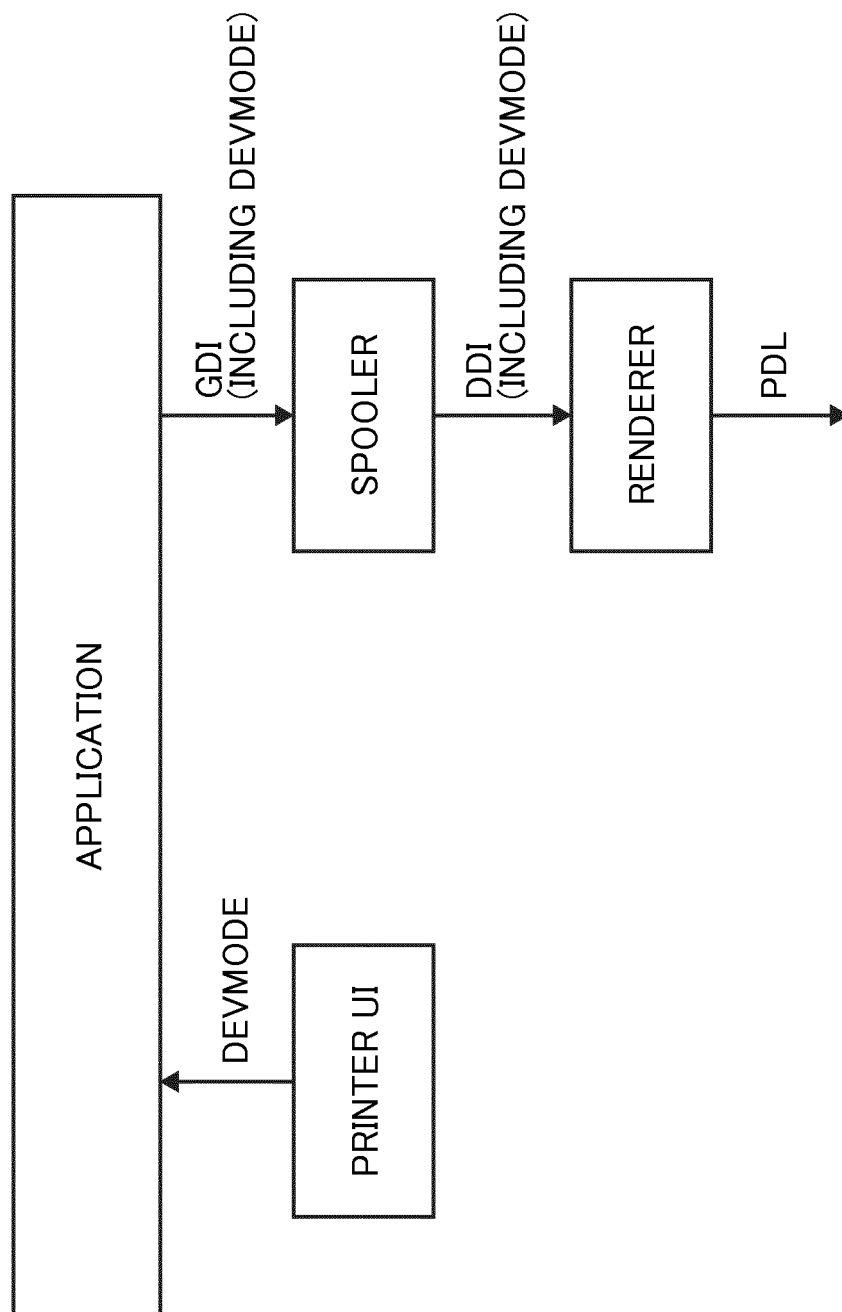 APPLICATION
DEVMODE
PRINTER UI
GDI
(INCLUDING DEVMODE)
SPOOLER
DDI
(INCLUDING DEVMODE)
RENDERER
PDL